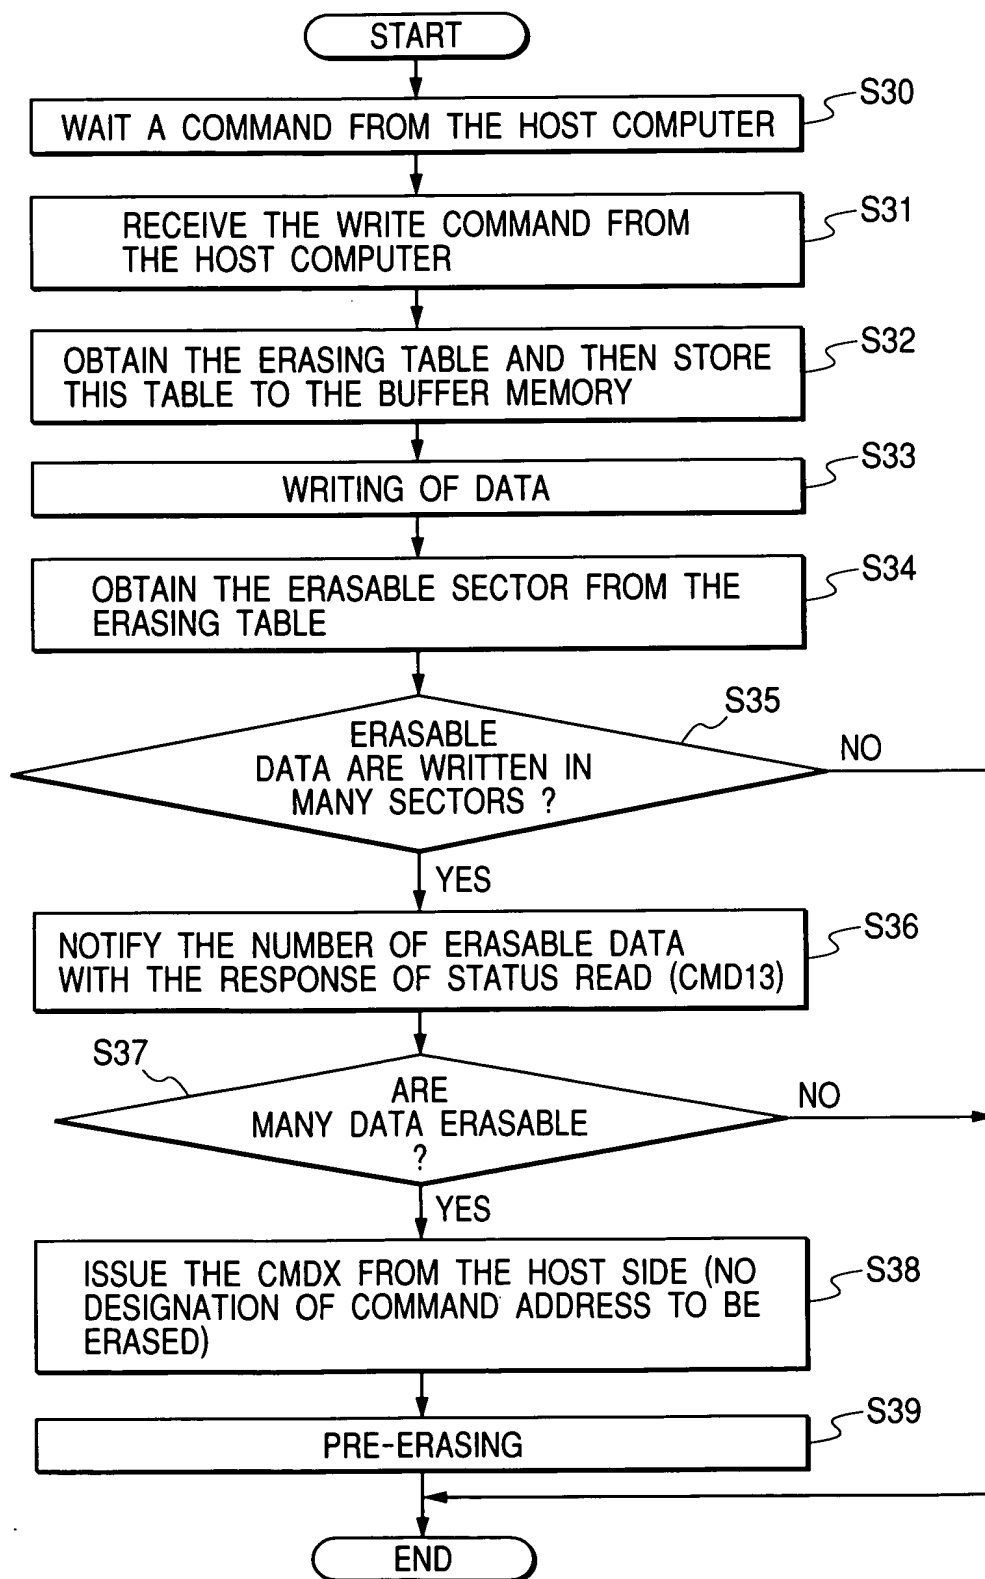 START
S30
WAIT A COMMAND FROM THE HOST COMPUTER
S31
RECEIVE THE WRITE COMMAND FROM
THE HOST COMPUTER
S32
OBTAIN THE ERASING TABLE AND THEN STORE
THIS TABLE TO THE BUFFER MEMORY
S33
WRITING OF DATA
S34
OBTAIN THE ERASABLE SECTOR FROM THE
ERASING TABLE
S35
ERASABLE
DATA ARE WRITTEN IN
MANY SECTORS ?
NO
YES
S36
NOTIFY THE NUMBER OF ERASABLE DATA
WITH THE RESPONSE OF STATUS READ (CMD13)
S37
ARE
MANY DATA ERASABLE
?
NO
YES
S38
ISSUE THE CMDX FROM THE HOST SIDE (NO
DESIGNATION OF COMMAND ADDRESS TO BE
ERASED)
S39
PRE-ERASING
END